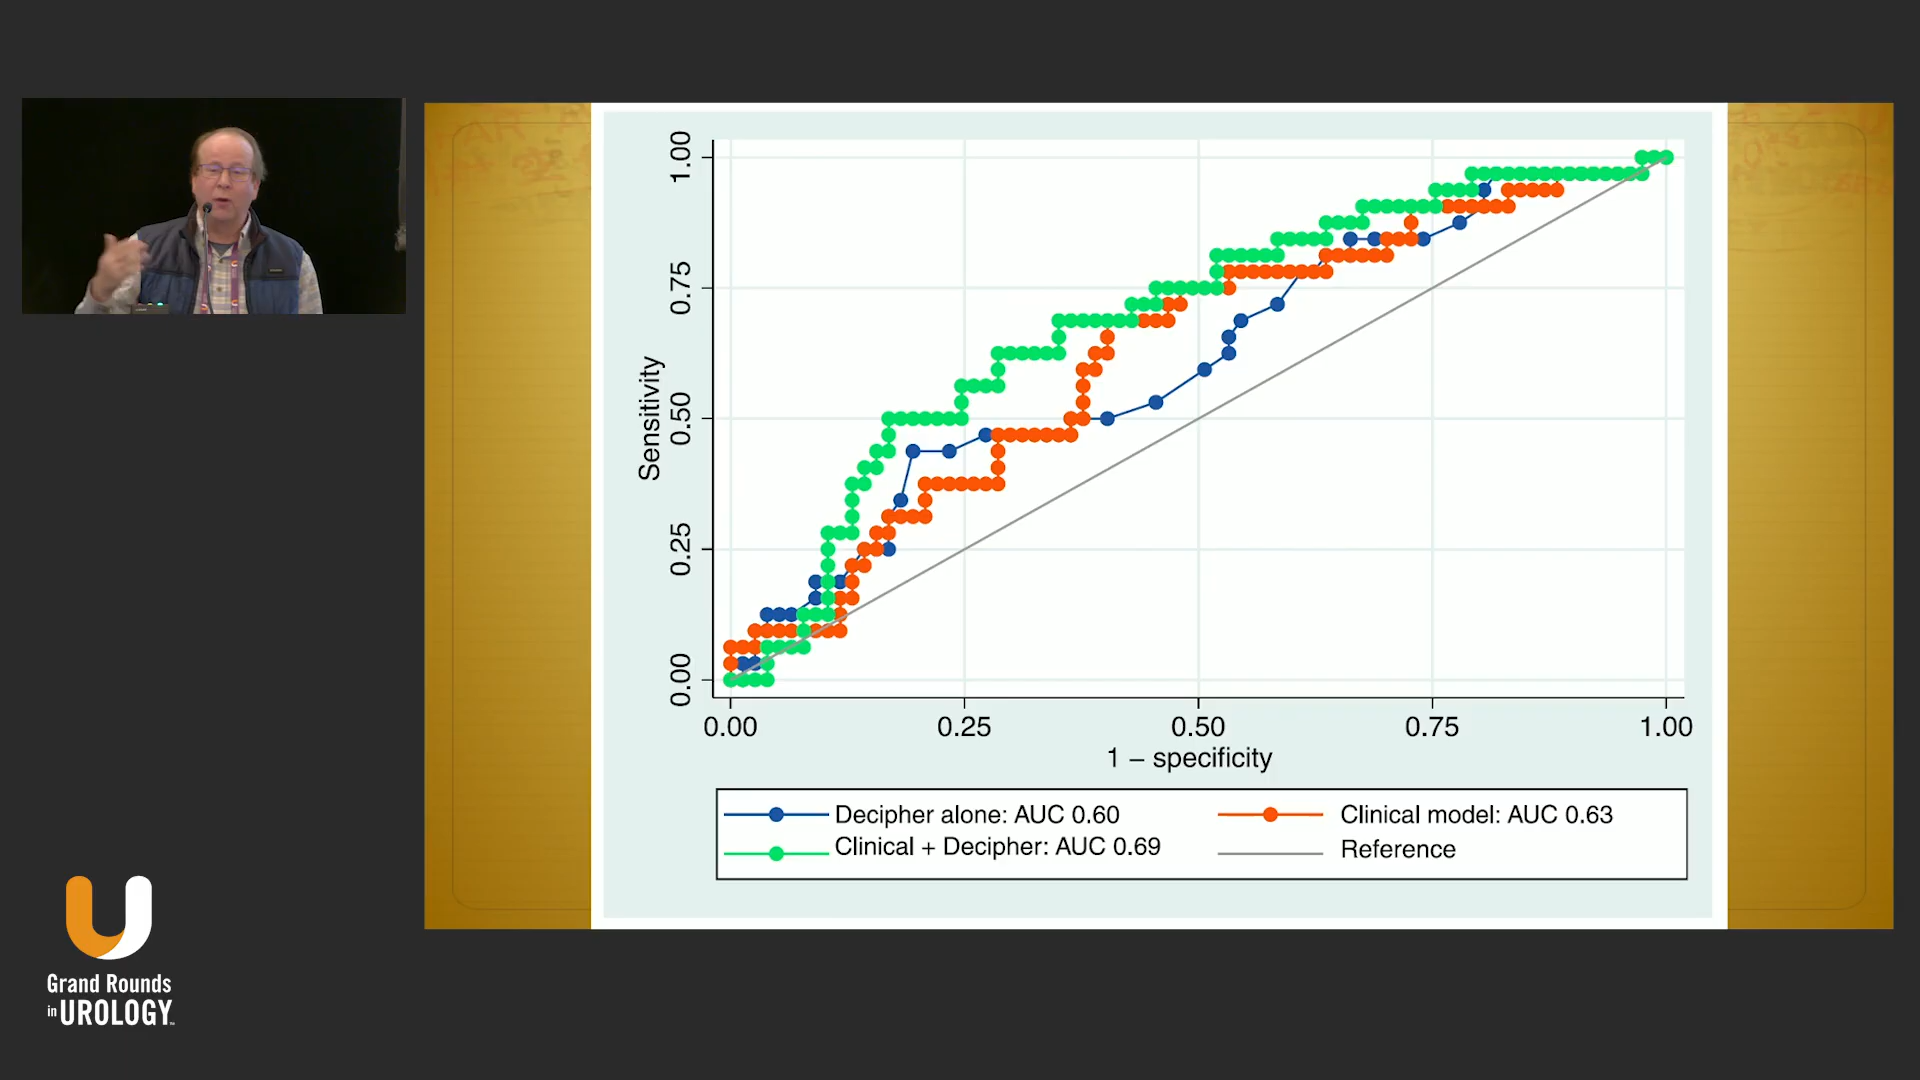 1.00
0.75
0.50
0.25
0.00
Sensitivity
0.00 0.25 0.50 0.75 1.00
1 – specificity
Decipher alone: AUC 0.60
Clinical model: AUC 0.63
Clinical + Decipher: AUC 0.69
Reference
Grand Rounds
in UROLOGY™